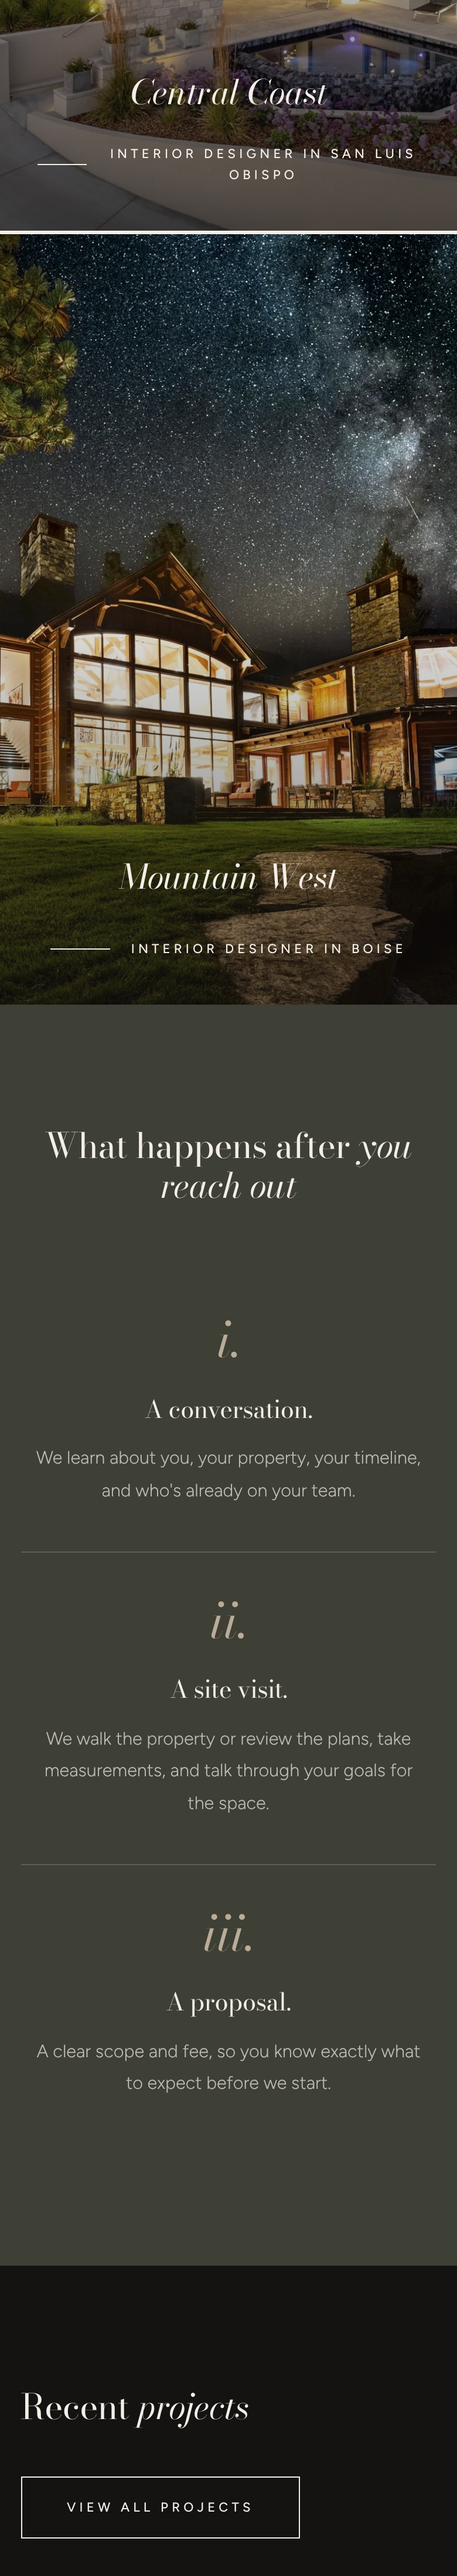 Central Coast
INTERIOR DESIGNER IN SAN LUIS
OBISPO
Mountain West
INTERIOR DESIGNER IN BOISE
What happens after you
reach out
i.
A conversation.
We learn about you, your property, your timeline,
and who's already on your team.
ii.
A site visit.
We walk the property or review the plans, take
measurements, and talk through your goals for
the space.
iii.
A proposal.
A clear scope and fee, so you know exactly what
to expect before we start.
Recent projects
VIEW ALL PROJECTS